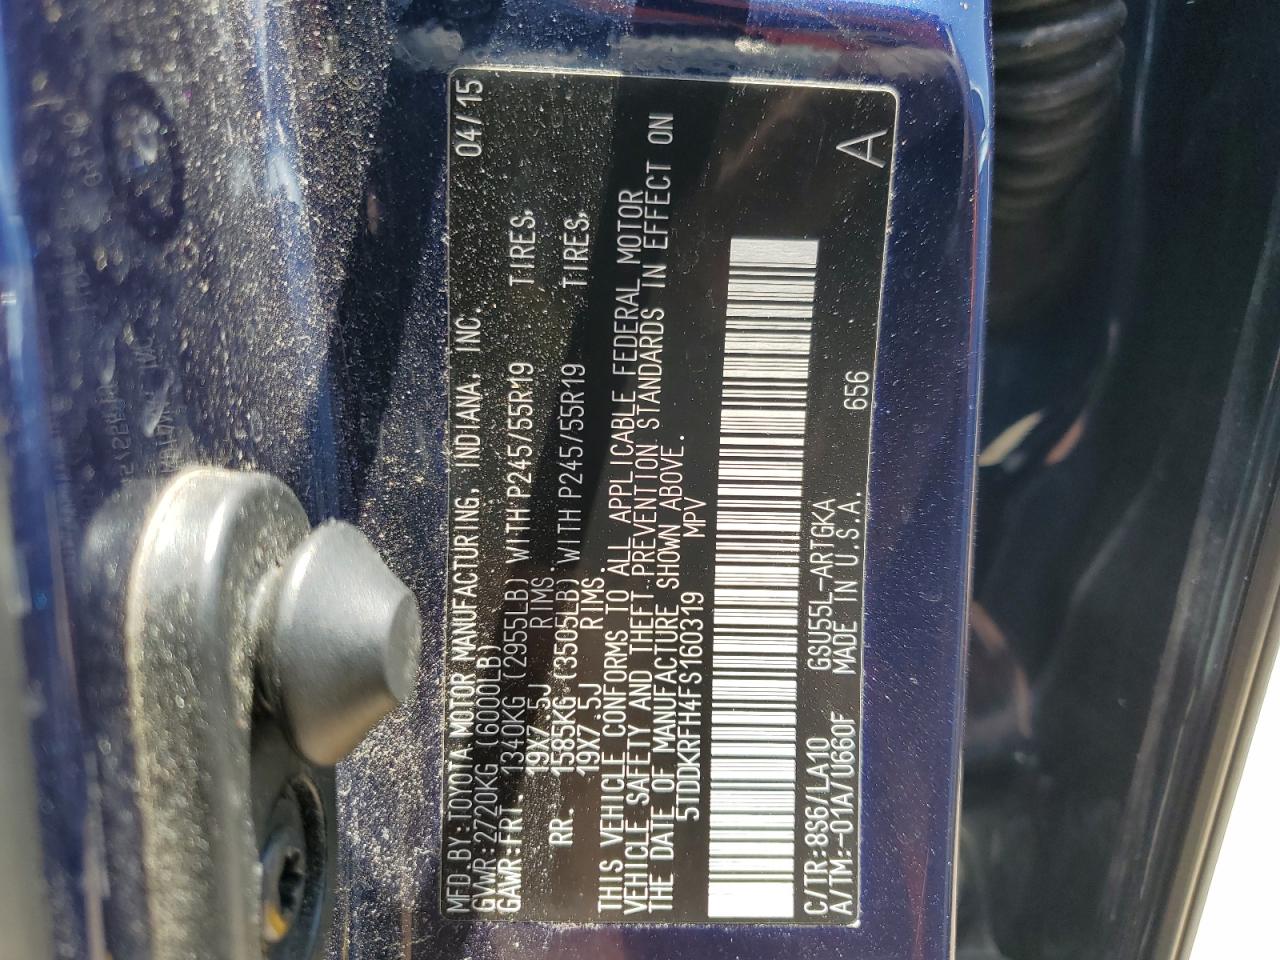 MFD BY:TOYOTA MOTOR MANUFACTURING, INDIANA, INC. 04/15
GVWR:2720KG (6000LB)
GAWR:FRT. 1340KG (2955LB) WITH P245/55R19 TIRES,
19X7.5J RIMS
RR. 1585KG (3505LB) WITH P245/55R19 TIRES,
19X7.5J RIMS.
THIS VEHICLE CONFORMS TO ALL APPLICABLE FEDERAL MOTOR
VEHICLE SAFETY AND THEFT PREVENTION STANDARDS IN EFFECT ON
THE DATE OF MANUFACTURE SHOWN ABOVE.
5TDDKRFH4FS160319 MPV
C/TR:8S6/LA10 GSU55L-ARTGKA
A/TM:-01A/U660F MADE IN U.S.A. 656
A